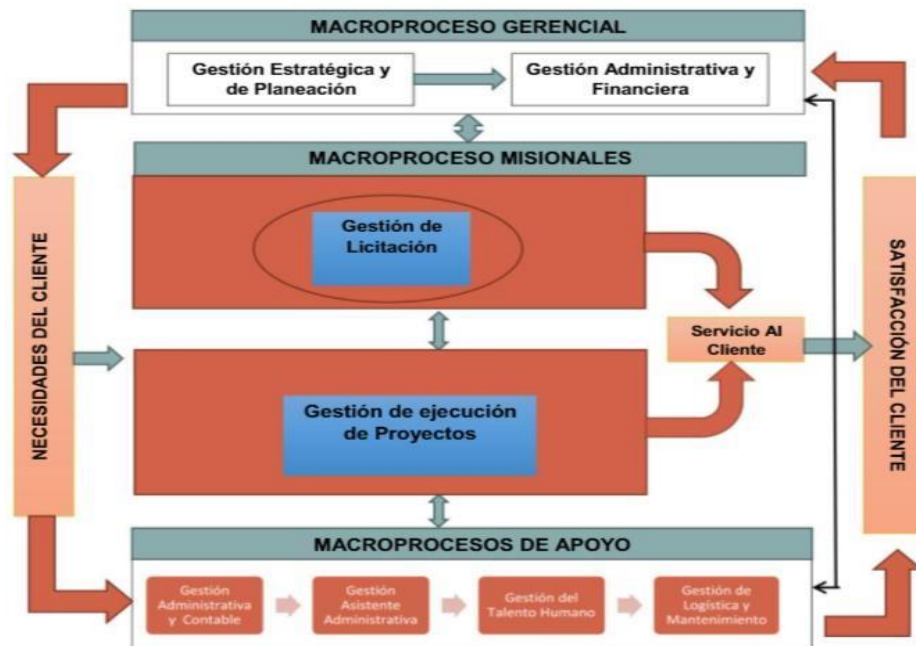 MACROPROCESO GERENCIAL
Gestión Estratégica y
de Planeación
Gestión Administrativa y
Financiera
MACROPROCESO MISIONALES
NECESIDADES DEL CLIENTE
Gestión de
Licitación
Servicio Al
Cliente
SATISFACCIÓN DEL CLIENTE
Gestión de ejecución
de Proyectos
MACROPROCESOS DE APOYO
Gestión
Administrativa
y Contable
Gestión
Asistente
Administrativa
Gestión del
Talento Humano
Gestión de
Logística y
Mantenimiento